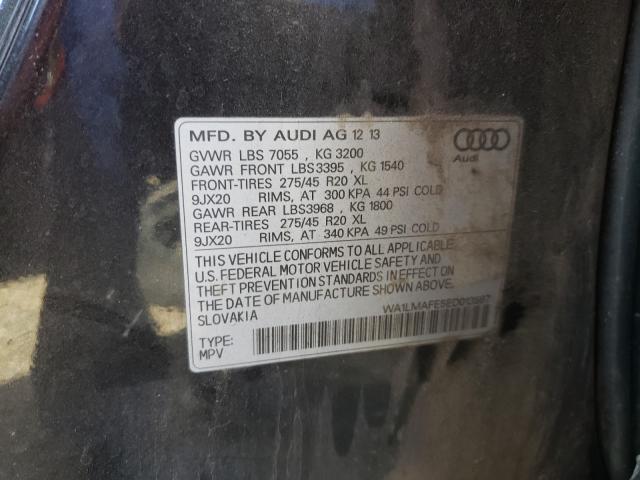 MFD. BY AUDI AG 12 13
Audi
GVWR LBS 7055 , KG 3200
GAWR FRONT LBS3395 , KG 1540
FRONT-TIRES 275/45 R20 XL
9JX20 RIMS, AT 300 KPA 44 PSI COLD
GAWR REAR LBS3968 , KG 1800
REAR-TIRES 275/45 R20 XL
9JX20 RIMS, AT 340 KPA 49 PSI COLD
THIS VEHICLE CONFORMS TO ALL APPLICABLE
U.S. FEDERAL MOTOR VEHICLE SAFETY AND
THEFT PREVENTION STANDARDS IN EFFECT ON
THE DATE OF MANUFACTURE SHOWN ABOVE.
SLOVAKIA
TYPE:
MPV